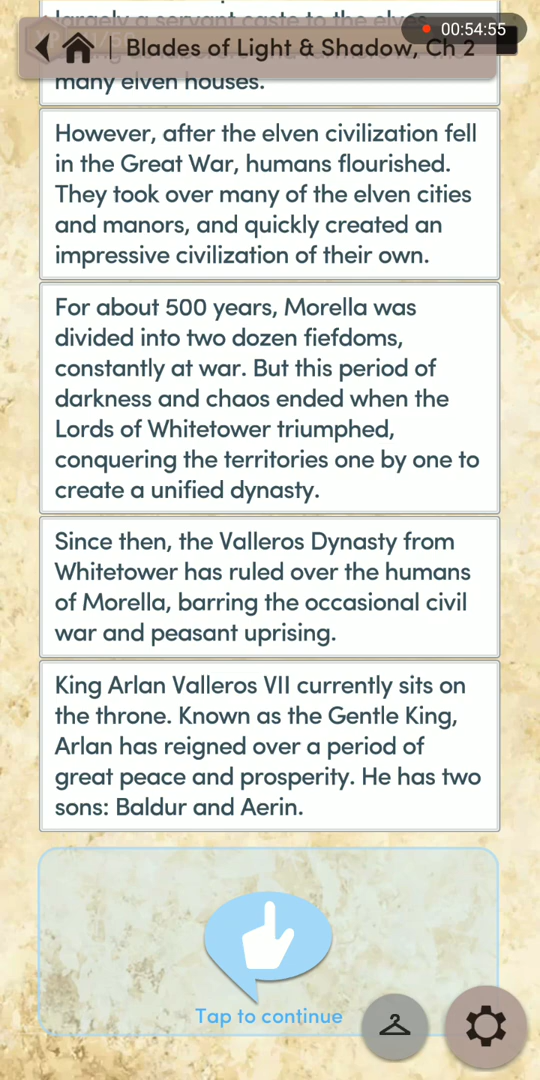 largely a servant caste to the elves,
00:54:55
Blades of Light & Shadow, Ch 2
many elven houses.
However, after the elven civilization fell
in the Great War, humans flourished.
They took over many of the elven cities
and manors, and quickly created an
impressive civilization of their own.
For about 500 years, Morella was
divided into two dozen fiefdoms,
constantly at war. But this period of
darkness and chaos ended when the
Lords of Whitetower triumphed,
conquering the territories one by one to
create a unified dynasty.
Since then, the Valleros Dynasty from
Whitetower has ruled over the humans
of Morella, barring the occasional civil
war and peasant uprising.
King Arlan Valleros VII currently sits on
the throne. Known as the Gentle King,
Arlan has reigned over a period of
great peace and prosperity. He has two
sons: Baldur and Aerin.
Tap to continue